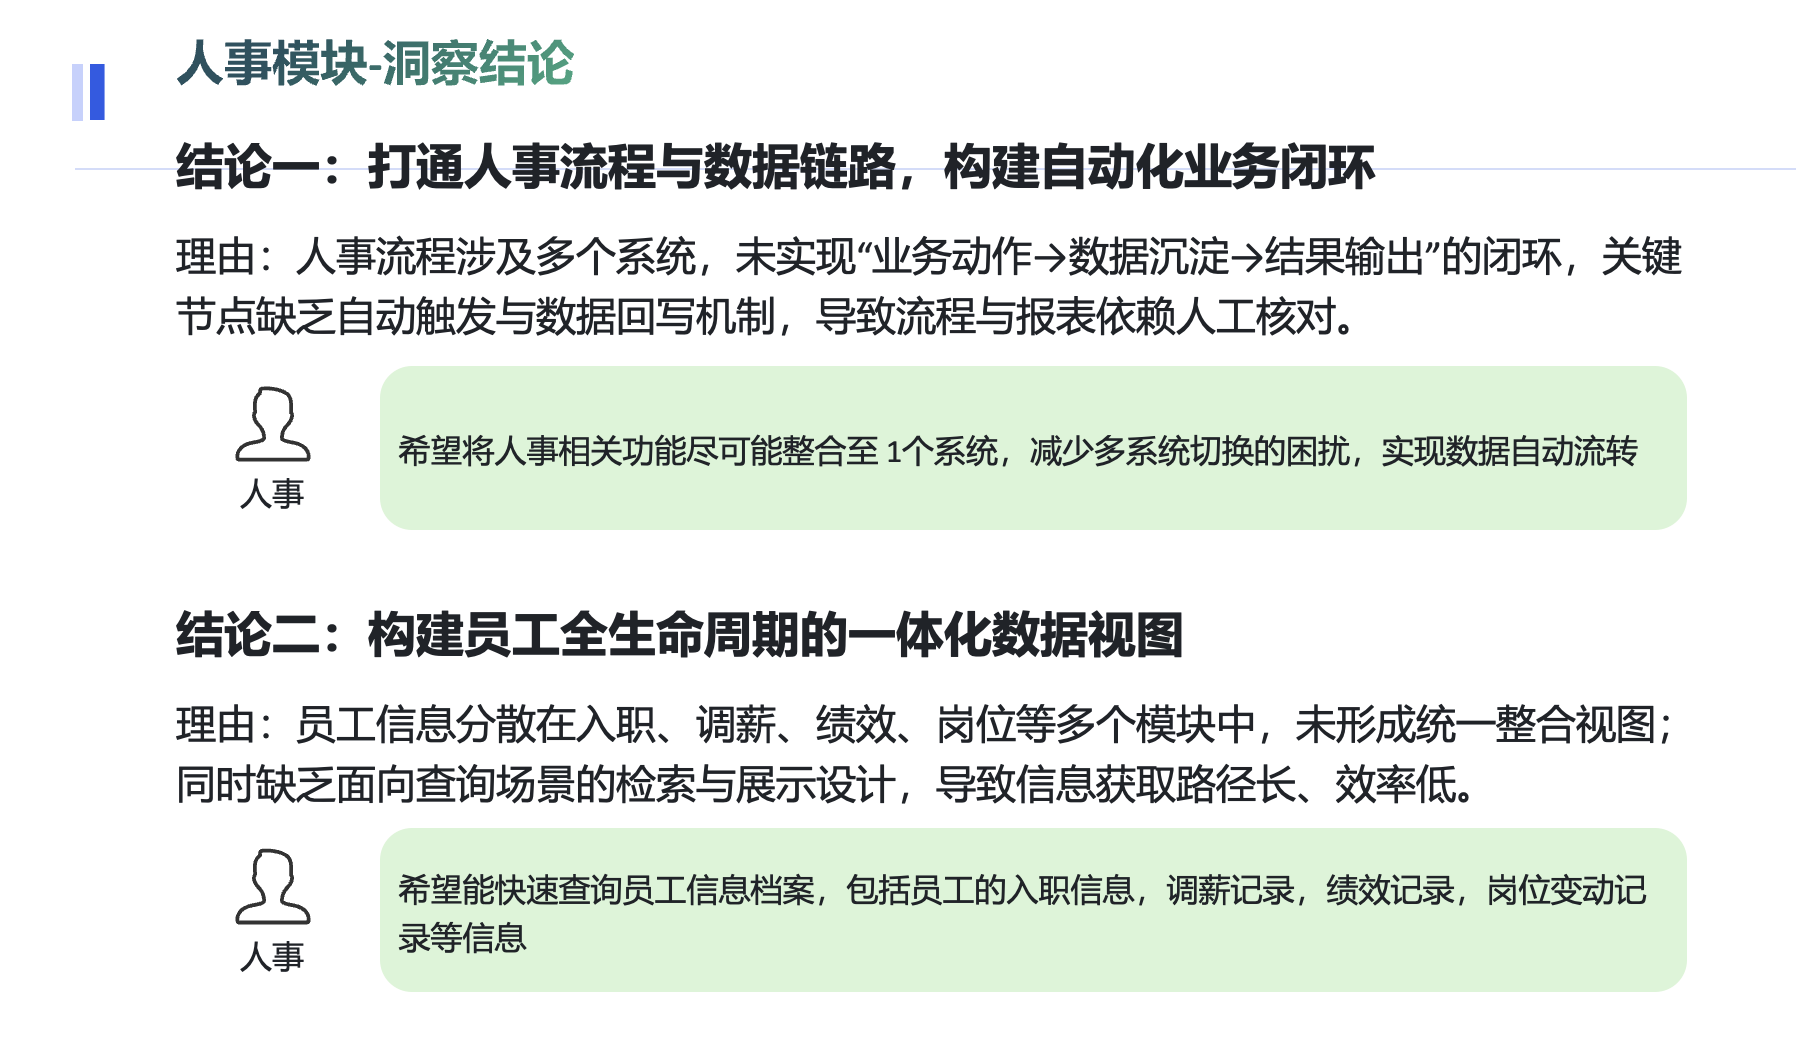 人事模块-洞察结论
结论一：打通人事流程与数据链路，构建自动化业务闭环
理由：人事流程涉及多个系统，未实现“业务动作→数据沉淀→结果输出”的闭环，关键
节点缺乏自动触发与数据回写机制，导致流程与报表依赖人工核对。
希望将人事相关功能尽可能整合至 1个系统，减少多系统切换的困扰，实现数据自动流转
人事
结论二：构建员工全生命周期的一体化数据视图
理由：员工信息分散在入职、调薪、绩效、岗位等多个模块中，未形成统一整合视图；
同时缺乏面向查询场景的检索与展示设计，导致信息获取路径长、效率低。
希望能快速查询员工信息档案，包括员工的入职信息，调薪记录，绩效记录，岗位变动记
录等信息
人事